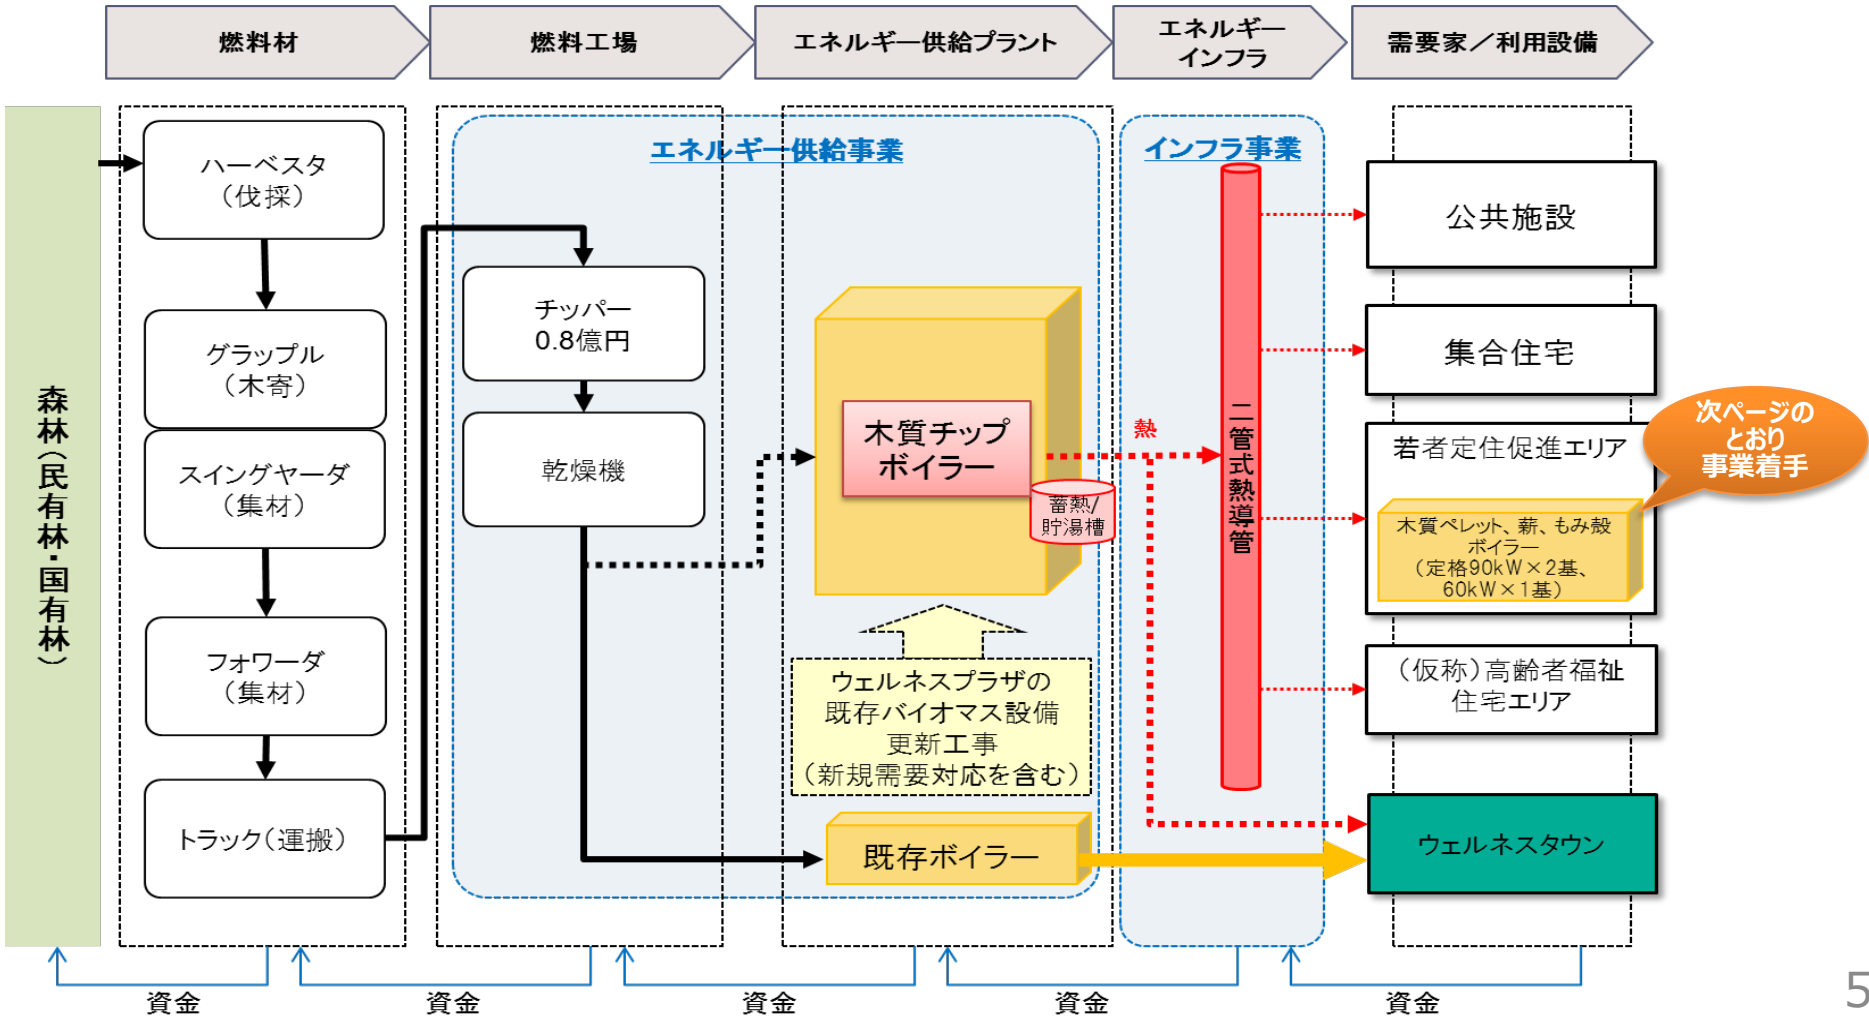 燃料材
燃料工場
エネルギー供給プラント
エネルギー
インフラ
需要家／利用設備
森林（民有林・国有林）
ハーベスタ
（伐採）
グラップル
（木寄）
スイングヤーダ
（集材）
フォワーダ
（集材）
トラック（運搬）
エネルギー供給事業
チッパー
0.8億円
乾燥機
木質チップ
ボイラー
蓄熱/
貯湯槽
ウェルネスプラザの
既存バイオマス設備
更新工事
（新規需要対応を含む）
既存ボイラー
熱
インフラ事業
二管式熱導管
公共施設
集合住宅
若者定住促進エリア
木質ペレット、薪、もみ殻
ボイラー
（定格90kW×2基、
60kW×1基）
次ページの
とおり
事業着手
（仮称）高齢者福祉
住宅エリア
ウェルネスタウン
資金
資金
資金
資金
資金
5